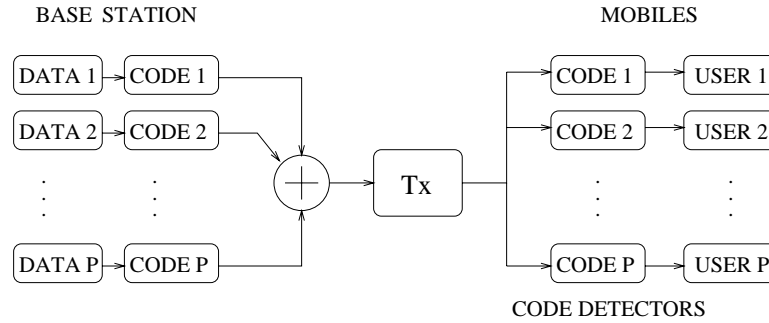 BASE STATION
MOBILES
DATA 1 CODE 1 CODE 1 USER 1
DATA 2 CODE 2 CODE 2 USER 2
Tx
DATA P CODE P CODE P USER P
CODE DETECTORS